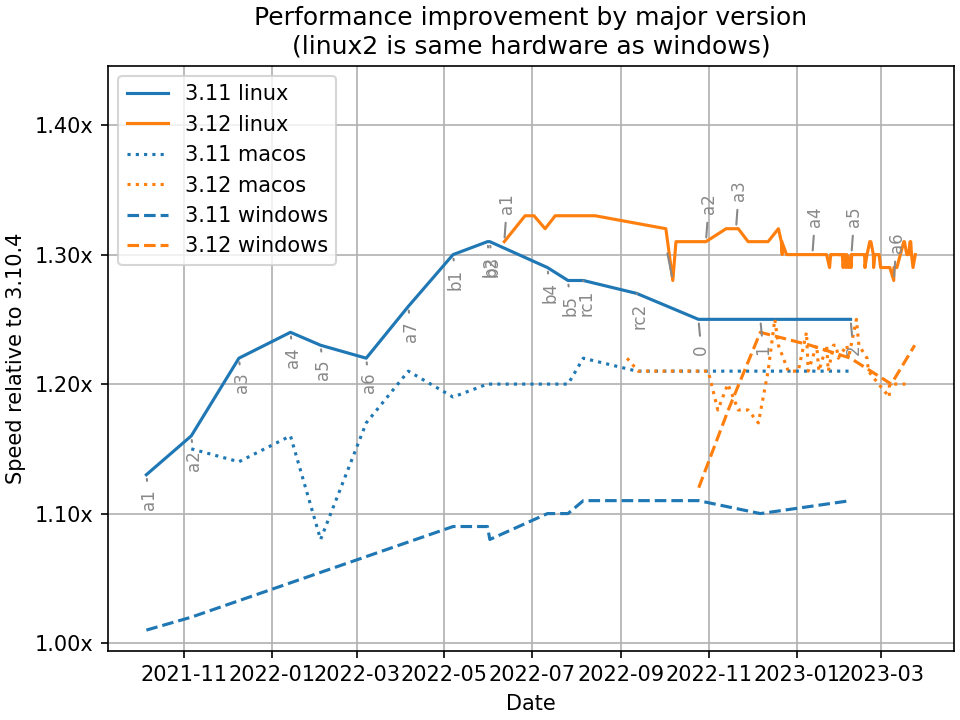 Performance improvement by major version
(linux2 is same hardware as windows)
3.11 linux
3.12 linux
3.11 macos
3.12 macos
3.11 windows
3.12 windows
1.40x
1.30x
1.20x
1.10x
1.00x
Speed relative to 3.10.4
a1
a2
a3
a4
a5
a6
a7
b1
b3
b4
b5
rc1
rc2
0
1
2
a1
a2
a3
a4
a5
a6
2021-11
2022-01
2022-03
2022-05
2022-07
2022-09
2022-11
2023-01
2023-03
Date